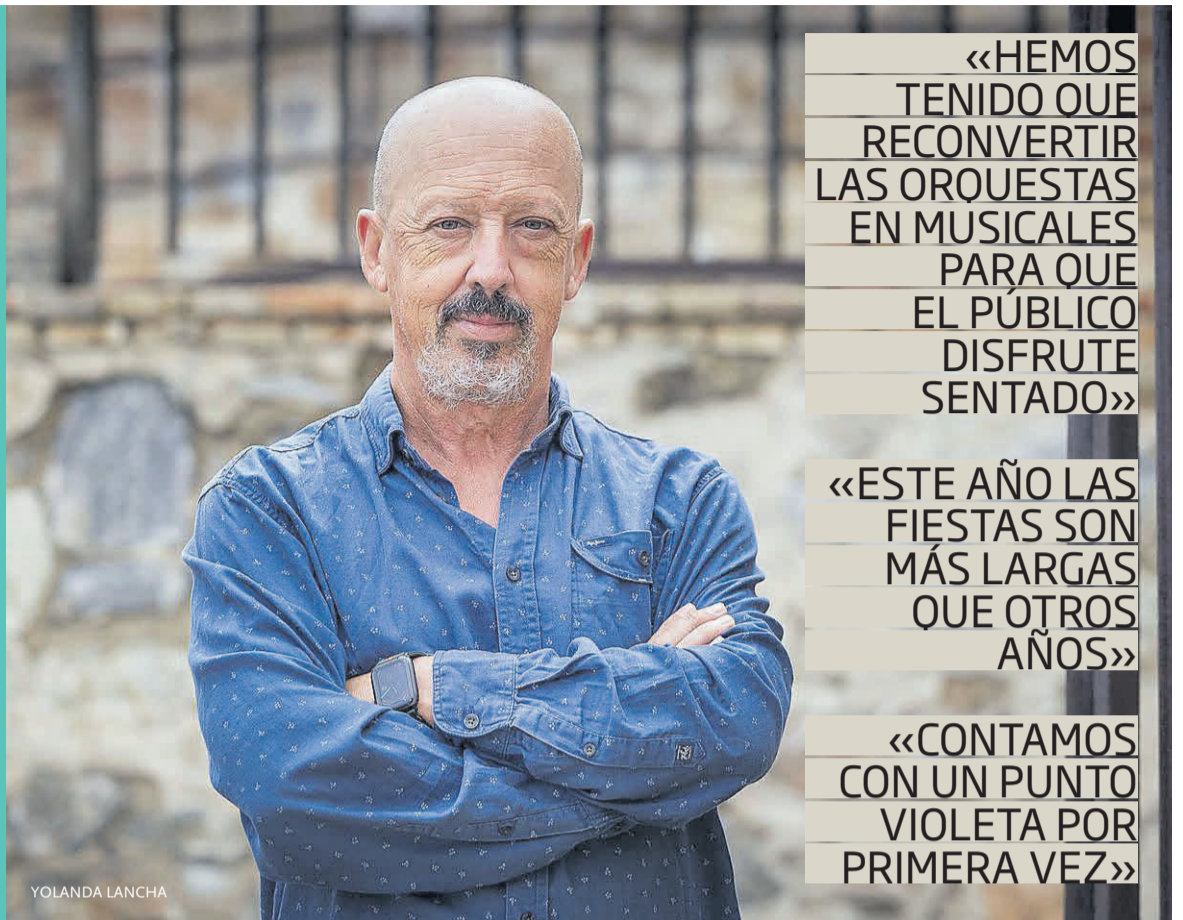 «HEMOS
TENIDO QUE
RECONVERTIR
LAS ORQUESTAS
EN MUSICALES
PARA QUE
EL PÚBLICO
DISFRUTE
SENTADO»
«ESTE AÑO LAS
FIESTAS SON
MÁS LARGAS
QUE OTROS
AÑOS»
«CONTAMOS
CON UN PUNTO
VIOLETA POR
PRIMERA VEZ»
YOLANDA LANCHA